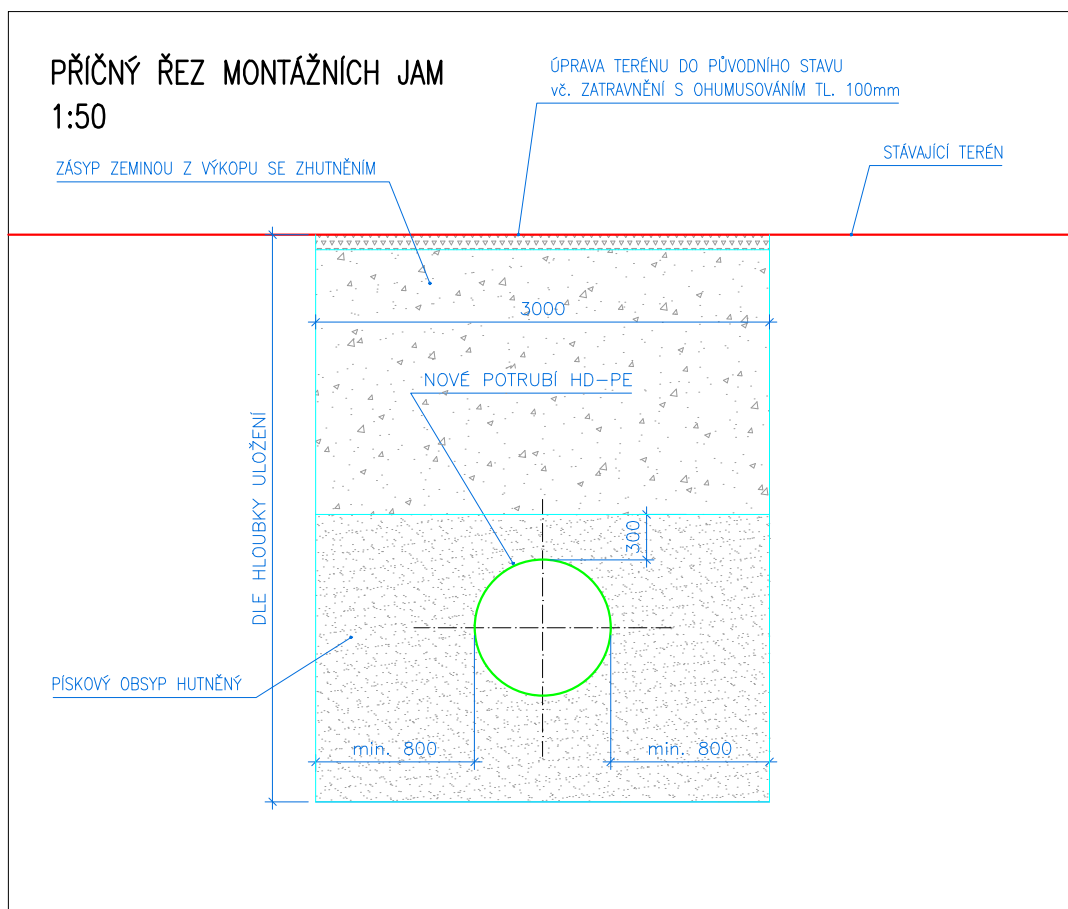 PŘÍČNÝ ŘEZ MONTÁŽNÍCH JAM
1:50
ÚPRAVA TERÉNU DO PŮVODNÍHO STAVU
vč. ZATRAVNĚNÍ S OHUMUSOVÁNÍM TL. 100mm
STÁVAJÍCÍ TERÉN
ZÁSYP ZEMINOU Z VÝKOPU SE ZHUTNĚNÍM
3000
NOVÉ POTRUBÍ HD-PE
DLE HLOUBKY ULOŽENÍ
300
PÍSKOVÝ OBSYP HUTNĚNÝ
min. 800
min. 800